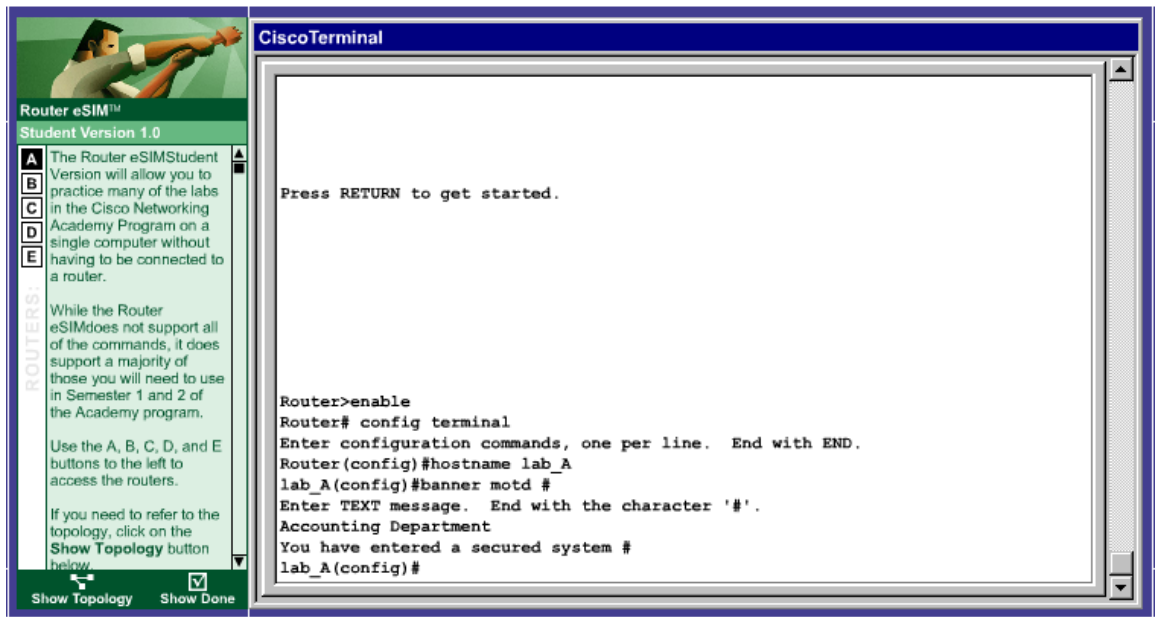 Router eSIM™
Student Version 1.0
A
B
C
D
E
ROUTERS:
The Router eSIMStudent
Version will allow you to
practice many of the labs
in the Cisco Networking
Academy Program on a
single computer without
having to be connected to
a router.
While the Router
eSIMdoes not support all
of the commands, it does
support a majority of
those you will need to use
in Semester 1 and 2 of
the Academy program.
Use the A, B, C, D, and E
buttons to the left to
access the routers.
If you need to refer to the
topology, click on the
Show Topology button
below.
Show Topology
Show Done
CiscoTerminal
Press RETURN to get started.
Router>enable
Router# config terminal
Enter configuration commands, one per line.  End with END.
Router(config)#hostname lab_A
lab_A(config)#banner motd #
Enter TEXT message.  End with the character '#'.
Accounting Department
You have entered a secured system #
lab_A(config)#